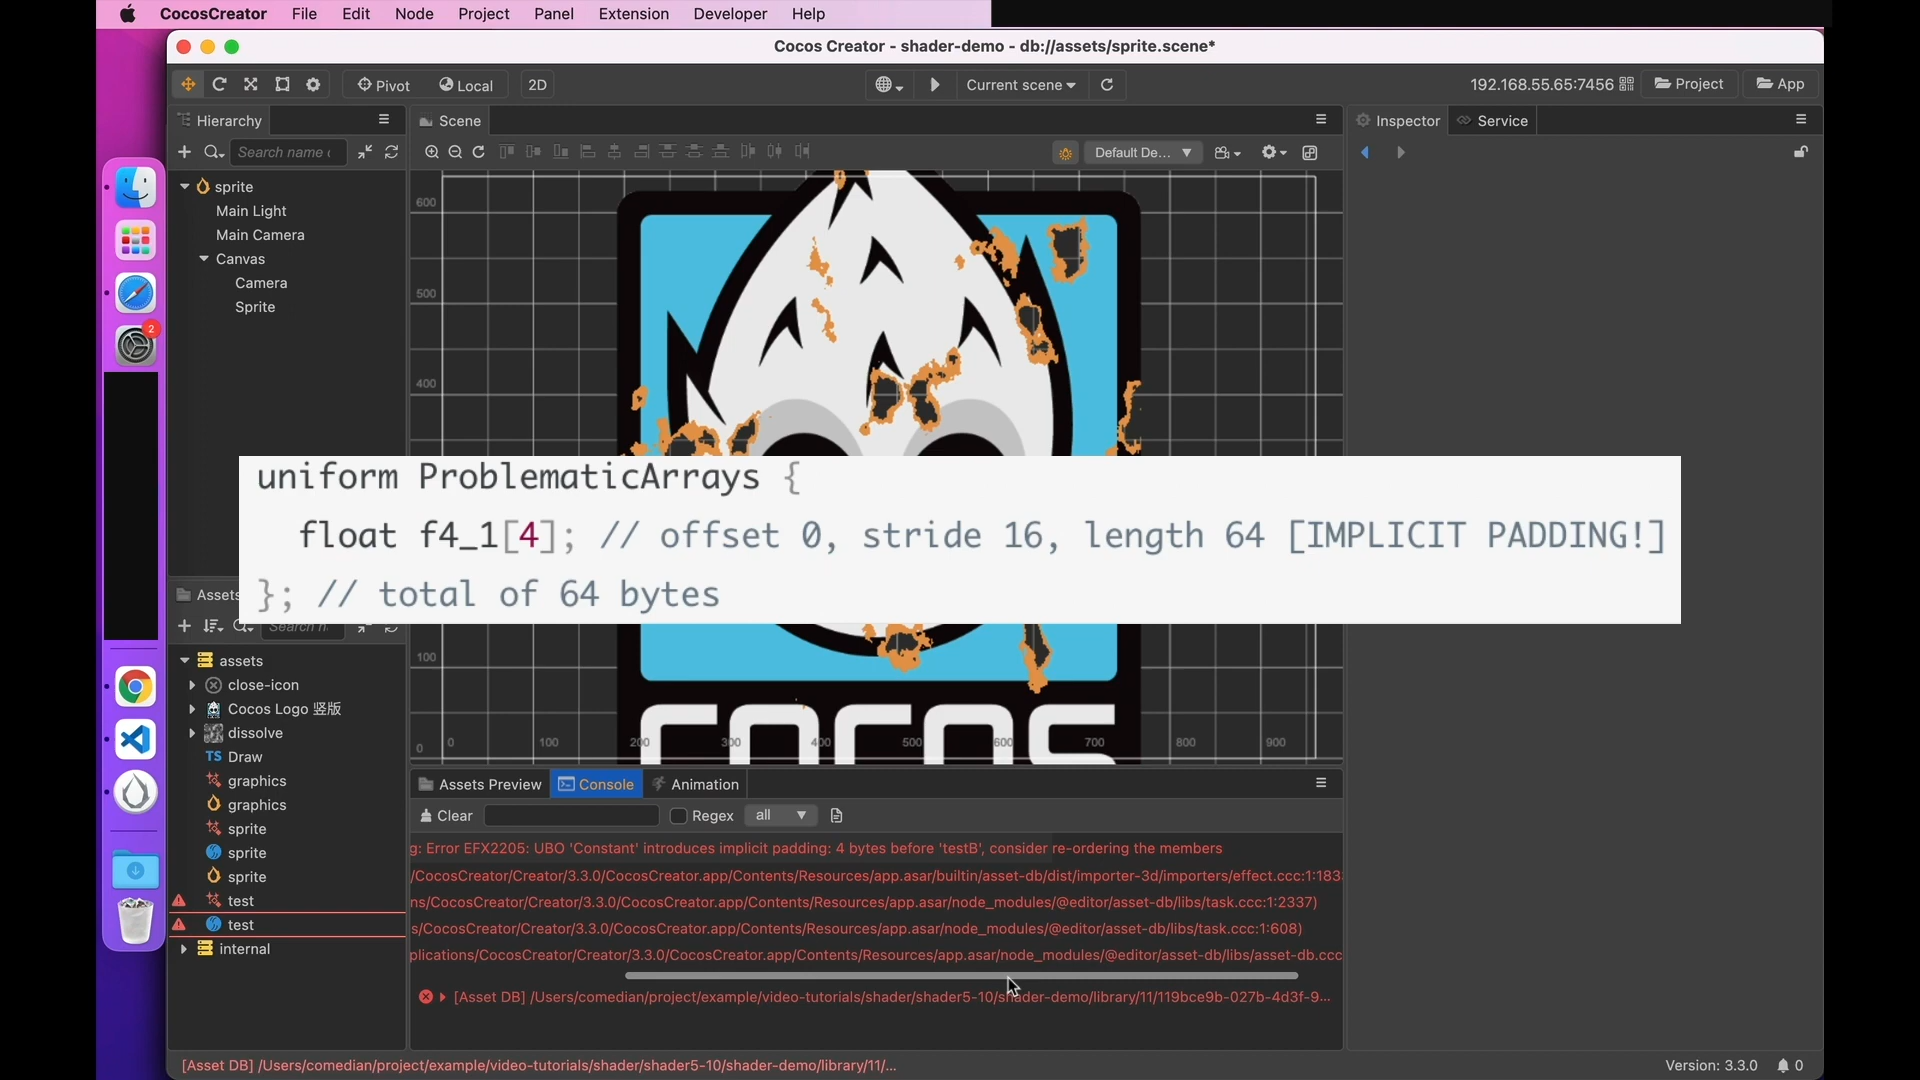 CocosCreator File Edit Node Project Panel Extension Developer Help
Cocos Creator - shader-demo - db://assets/sprite.scene*
Pivot Local 2D Current scene 192.168.55.65:7456 Project App
Hierarchy Scene Inspector Service
Search name Default De...
sprite
Main Light
Main Camera
Canvas
Camera
Sprite
2
600
500
400
uniform ProblematicArrays {
float f4_1[4]; // offset 0, stride 16, length 64 [IMPLICIT PADDING!]
}; // total of 64 bytes
Assets
Search n
100
assets
close-icon
Cocos Logo 竖版
dissolve
TS Draw
graphics
graphics
sprite
sprite
sprite
test
test
internal
COCOS
0 0 100 200 300 400 500 600 700 800 900
Assets Preview Console Animation
Clear Regex all
g: Error EFX2205: UBO 'Constant' introduces implicit padding: 4 bytes before 'testB', consider re-ordering the members
/CocosCreator/Creator/3.3.0/CocosCreator.app/Contents/Resources/app.asar/builtin/asset-db/dist/importer-3d/importers/effect.ccc:1:183
ns/CocosCreator/Creator/3.3.0/CocosCreator.app/Contents/Resources/app.asar/node_modules/@editor/asset-db/libs/task.ccc:1:2337)
s/CocosCreator/Creator/3.3.0/CocosCreator.app/Contents/Resources/app.asar/node_modules/@editor/asset-db/libs/task.ccc:1:608)
plications/CocosCreator/Creator/3.3.0/CocosCreator.app/Contents/Resources/app.asar/node_modules/@editor/asset-db/libs/asset-db.ccc
[Asset DB] /Users/comedian/project/example/video-tutorials/shader/shader5-10/shader-demo/library/11/119bce9b-027b-4d3f-9...
[Asset DB] /Users/comedian/project/example/video-tutorials/shader/shader5-10/shader-demo/library/11/... Version: 3.3.0 0